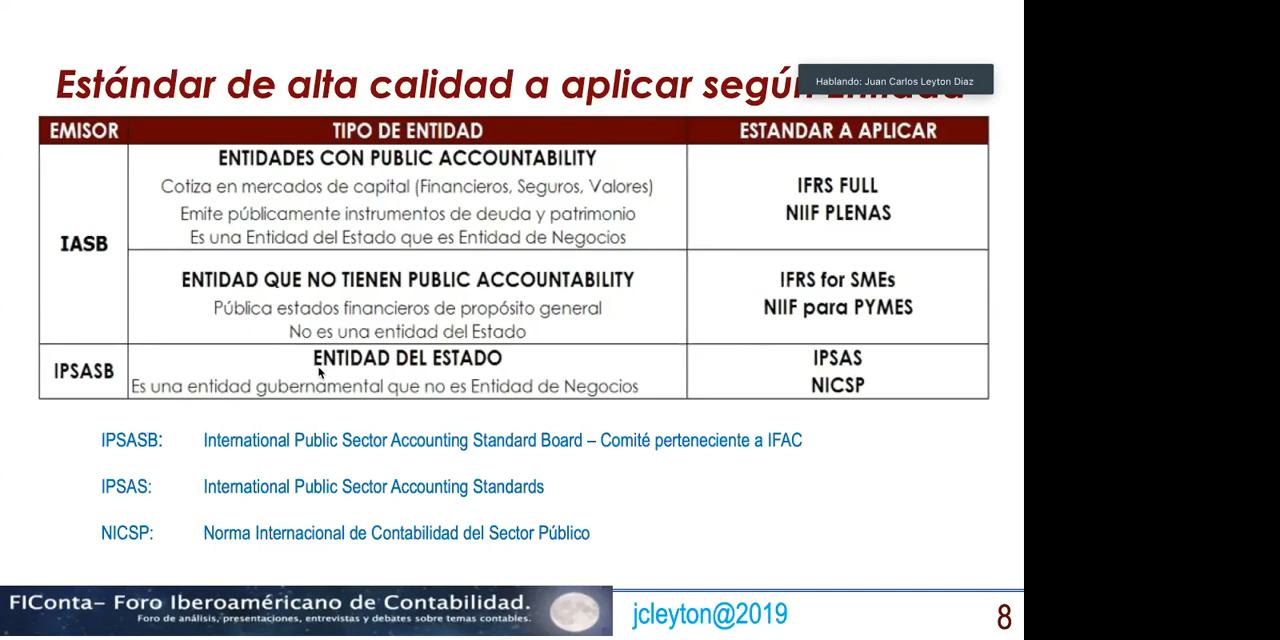 Estándar de alta calidad a aplicar según
Hablando: Juan Carlos Leyton Diaz
EMISOR TIPO DE ENTIDAD ESTANDAR A APLICAR
IASB
ENTIDADES CON PUBLIC ACCOUNTABILITY
Cotiza en mercados de capital (Financieros, Seguros, Valores)
Emite públicamente instrumentos de deuda y patrimonio
Es una Entidad del Estado que es Entidad de Negocios
IFRS FULL
NIIF PLENAS
ENTIDAD QUE NO TIENEN PUBLIC ACCOUNTABILITY
Pública estados financieros de propósito general
No es una entidad del Estado
IFRS for SMEs
NIIF para PYMES
IPSASB
ENTIDAD DEL ESTADO
Es una entidad gubernamental que no es Entidad de Negocios
IPSAS
NICSP
IPSASB: International Public Sector Accounting Standard Board – Comité perteneciente a IFAC
IPSAS: International Public Sector Accounting Standards
NICSP: Norma Internacional de Contabilidad del Sector Público
FIConta– Foro Iberoaméricano de Contabilidad.
Foro de análisis, presentaciones, entrevistas y debates sobre temas contables.
jcleyton@2019
8